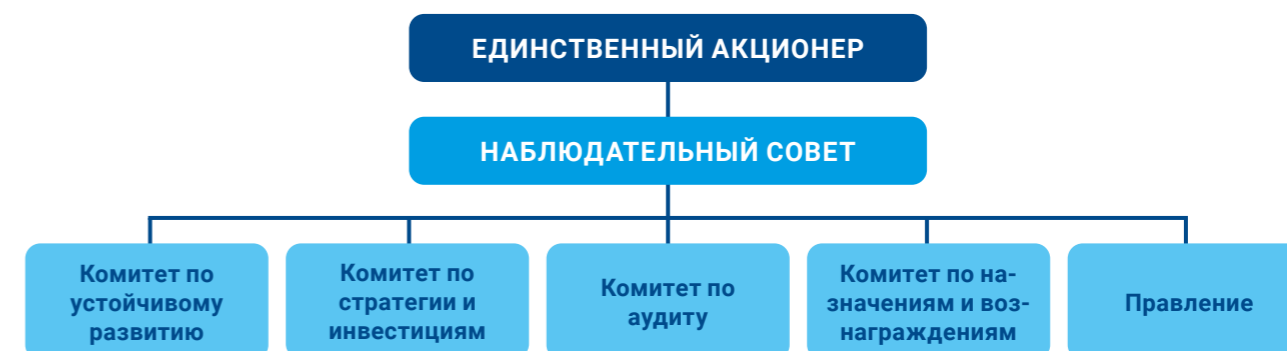 ЕДИНСТВЕННЫЙ АКЦИОНЕР
НАБЛЮДАТЕЛЬНЫЙ СОВЕТ
Комитет по
устойчивому
развитию
Комитет по
стратегии и
инвестициям
Комитет по
аудиту
Комитет по на-
значениям и воз-
награждениям
Правление